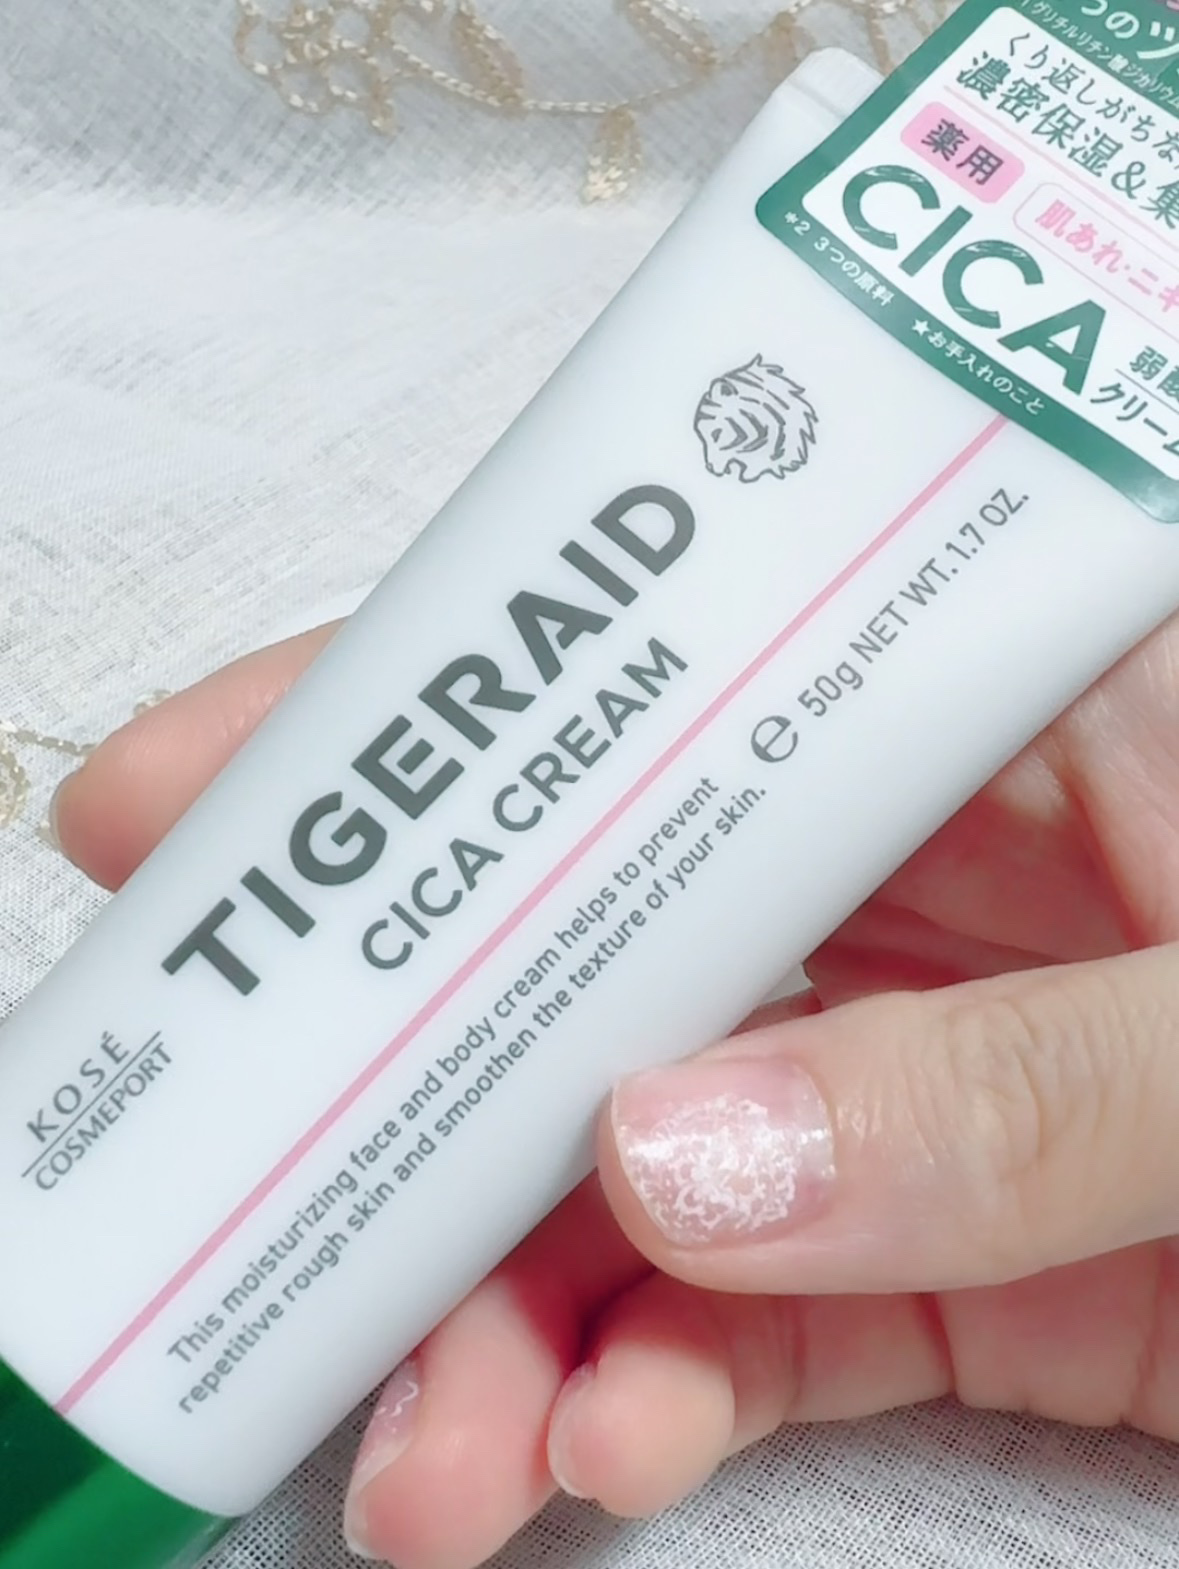 つのツ
グリチルリチン酸ジカリウム
くり返しがちな
濃密保湿&集
薬用
肌あれ・ニキ
CICA
弱酸
クリーム
*2 3つの原料 ★お手入れのこと
TIGERAID
CICA CREAM
KOSÉ
COSMEPORT
This moisturizing face and body cream helps to prevent
repetitive rough skin and smoothen the texture of your skin.
℮ 50g NET WT. 1.7 OZ.